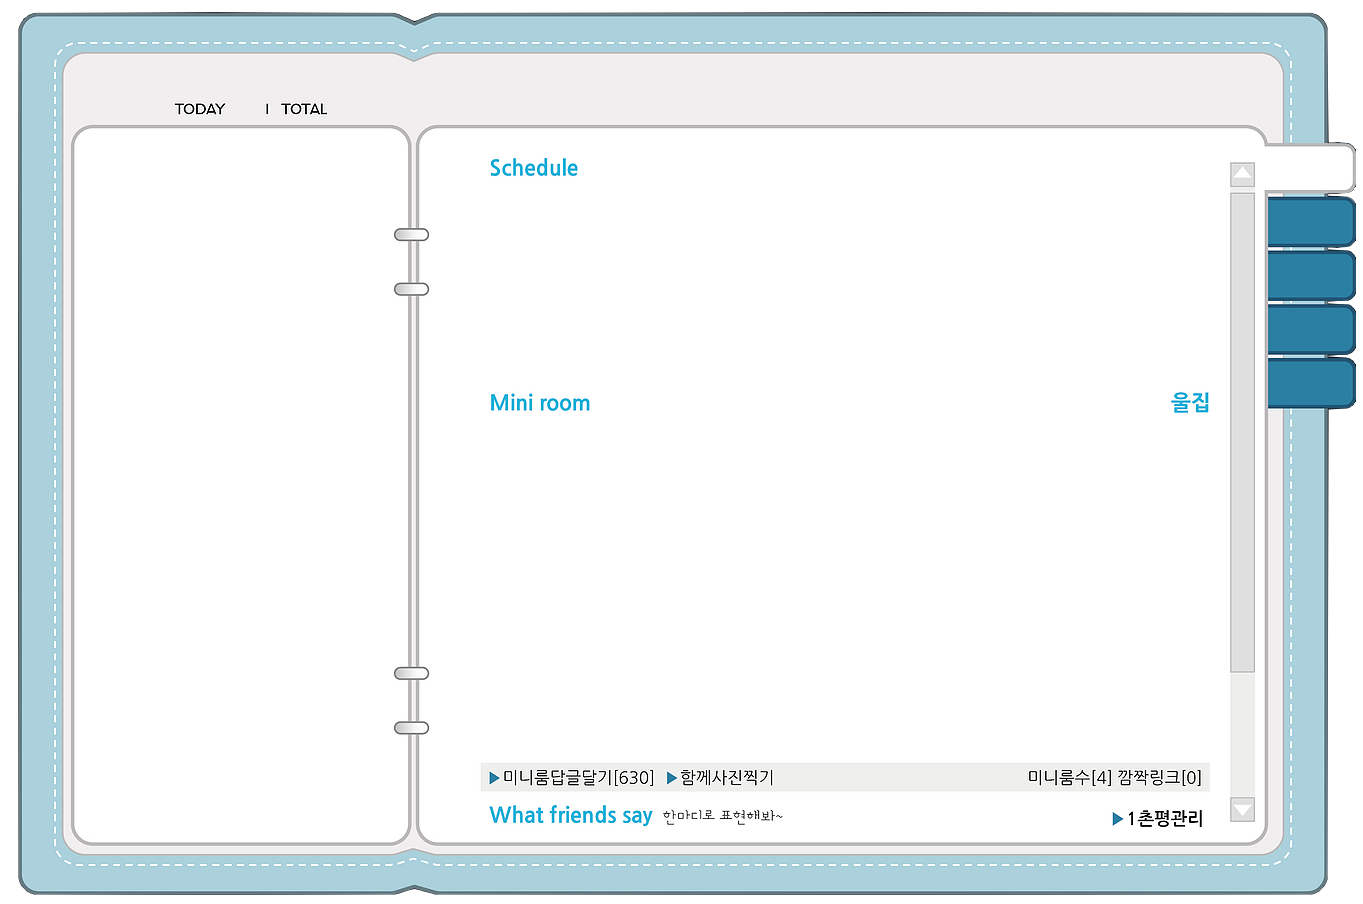 TODAY | TOTAL
Schedule
Mini room 울집
▶미니룸답글달기[630] ▶함께사진찍기 미니룸수[4] 깜짝링크[0]
What friends say 한마디로 표현해봐~ ▶1촌평관리